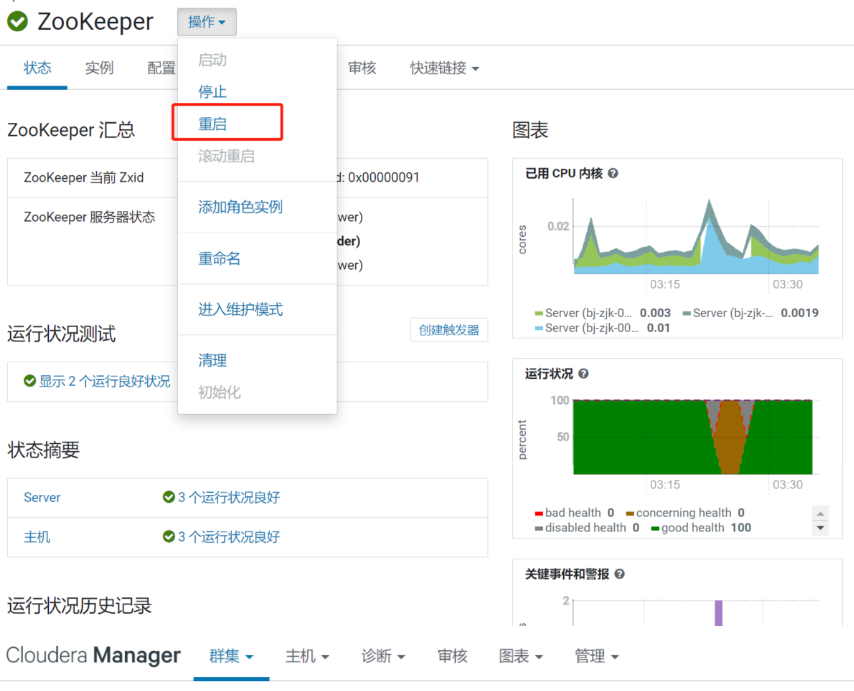 ZooKeeper 操作
启动
停止
重启
滚动重启
添加角色实例
重命名
进入维护模式
清理
初始化
状态 实例 配置 审核 快速链接
ZooKeeper 汇总
ZooKeeper 当前 Zxid d: 0x00000091
ZooKeeper 服务器状态 wer)
der)
wer)
运行状况测试 创建触发器
显示 2 个运行良好状况
状态摘要
Server 3 个运行状况良好
主机 3 个运行状况良好
运行状况历史记录
图表
已用 CPU 内核
cores
0.02
03:15 03:30
Server (bj-zjk-0... 0.003 Server (bj-zjk-... 0.0019
Server (bj-zjk-00... 0.01
运行状况
percent
100
50
03:15 03:30
bad health 0 concerning health 0
disabled health 0 good health 100
关键事件和警报
2
Cloudera Manager 群集 主机 诊断 审核 图表 管理